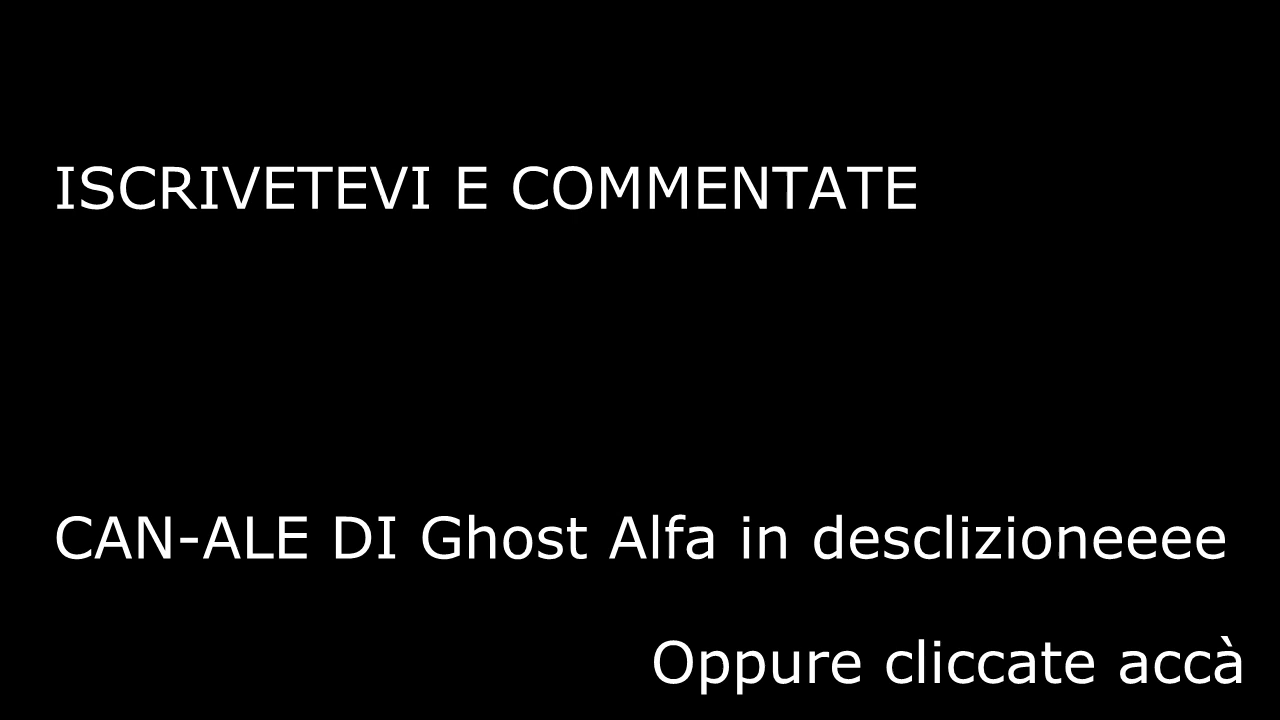 ISCRIVETEVI E COMMENTATE
CAN-ALE DI Ghost Alfa in desclizioneeee
Oppure cliccate accà